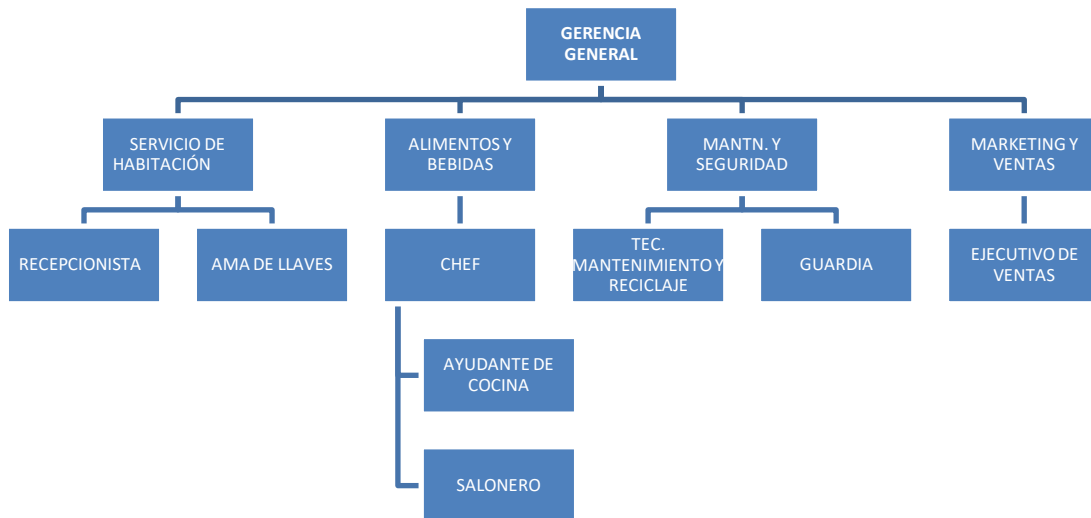 GERENCIA
GENERAL
SERVICIO DE
HABITACIÓN
ALIMENTOS Y
BEBIDAS
MANTN. Y
SEGURIDAD
MARKETING Y
VENTAS
RECEPCIONISTA
AMA DE LLAVES
CHEF
TEC.
MANTENIMIENTO Y
RECICLAJE
GUARDIA
EJECUTIVO DE
VENTAS
AYUDANTE DE
COCINA
SALONERO